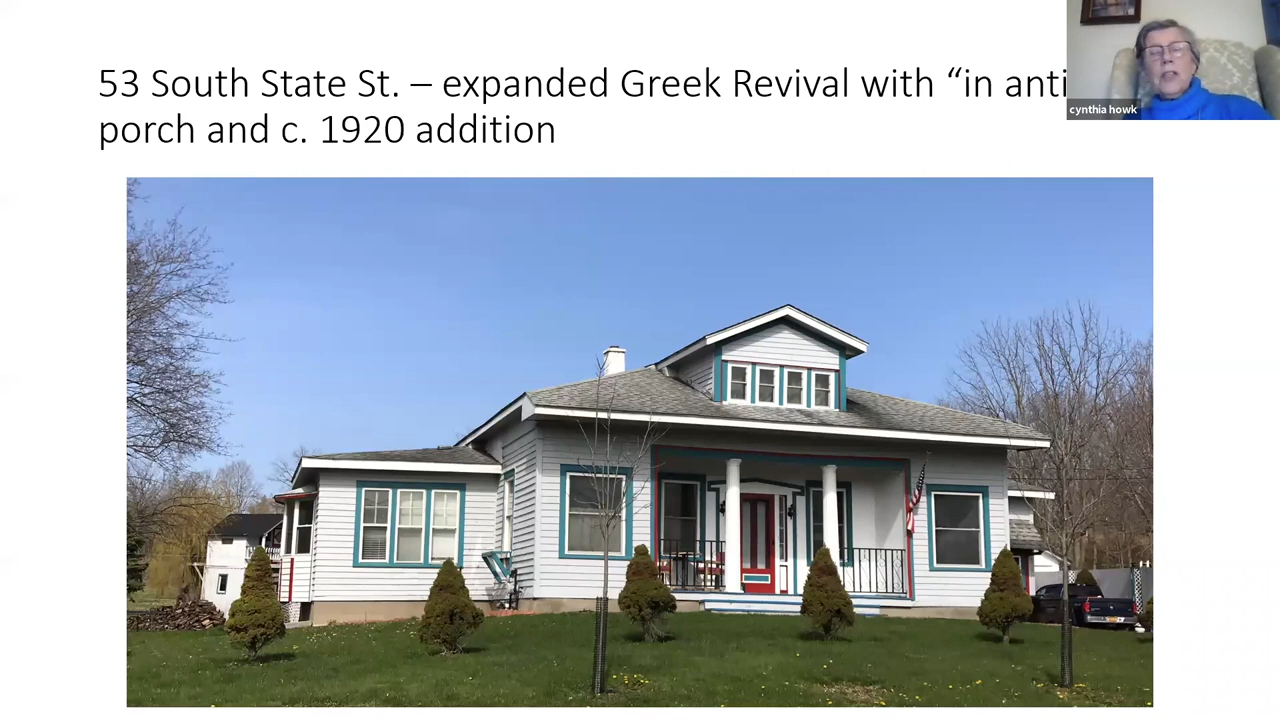 53 South State St. – expanded Greek Revival with “in anti
porch and c. 1920 addition
cynthia howk